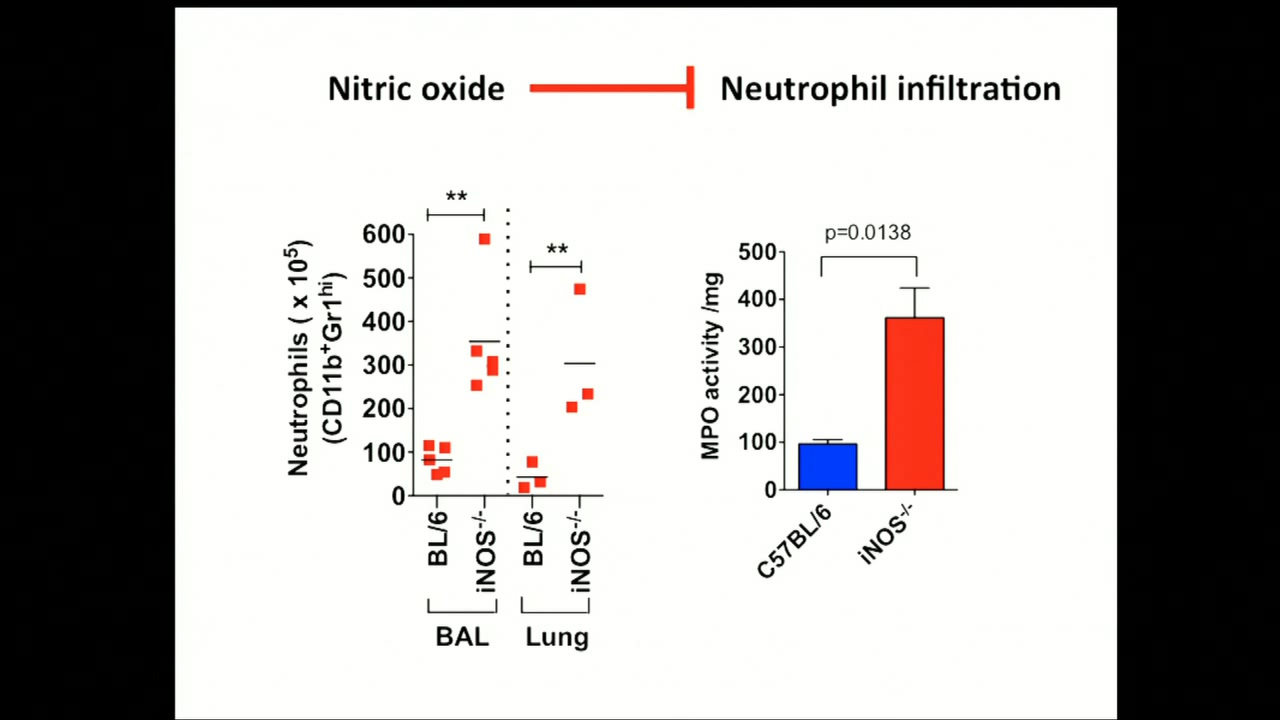 Nitric oxide
Neutrophil infiltration
Neutrophils ( x 10⁵)
(CD11b⁺Gr1ʰⁱ)
600
500
400
300
200
100
0
**
**
BL/6
iNOS⁻/⁻
BL/6
iNOS⁻/⁻
BAL
Lung
MPO activity /mg
500
400
300
200
100
0
p=0.0138
C57BL/6
iNOS⁻/⁻